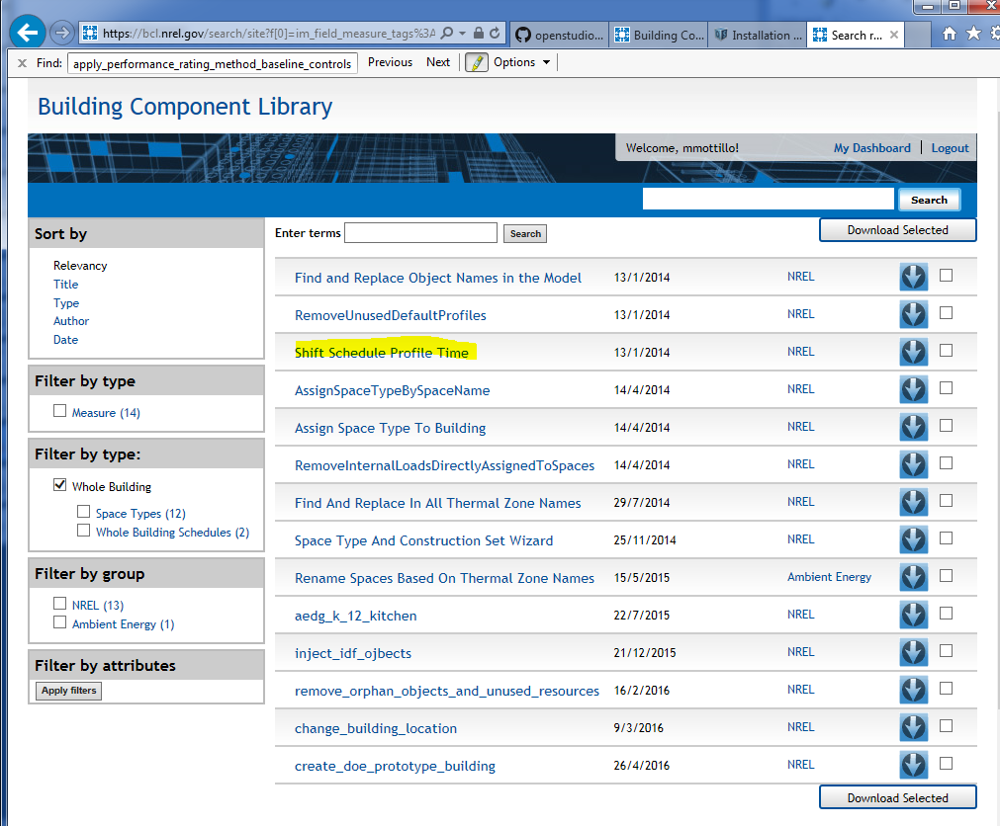 https://bcl.nrel.gov/search/site?f[0]=im_field_measure_tags%3A
openstudio...
Building Co...
Installation ...
Search r...
Find: apply_performance_rating_method_baseline_controls Previous Next Options
Building Component Library
Welcome, mmottillo! My Dashboard | Logout
Search
Sort by
Relevancy
Title
Type
Author
Date
Filter by type
Measure (14)
Filter by type:
Whole Building
Space Types (12)
Whole Building Schedules (2)
Filter by group
NREL (13)
Ambient Energy (1)
Filter by attributes
Apply filters
Enter terms Search Download Selected
Find and Replace Object Names in the Model 13/1/2014 NREL
RemoveUnusedDefaultProfiles 13/1/2014 NREL
Shift Schedule Profile Time 13/1/2014 NREL
AssignSpaceTypeBySpaceName 14/4/2014 NREL
Assign Space Type To Building 14/4/2014 NREL
RemoveInternalLoadsDirectlyAssignedToSpaces 14/4/2014 NREL
Find And Replace In All Thermal Zone Names 29/7/2014 NREL
Space Type And Construction Set Wizard 25/11/2014 NREL
Rename Spaces Based On Thermal Zone Names 15/5/2015 Ambient Energy
aedg_k_12_kitchen 22/7/2015 NREL
inject_idf_ojbects 21/12/2015 NREL
remove_orphan_objects_and_unused_resources 16/2/2016 NREL
change_building_location 9/3/2016 NREL
create_doe_prototype_building 26/4/2016 NREL
Download Selected